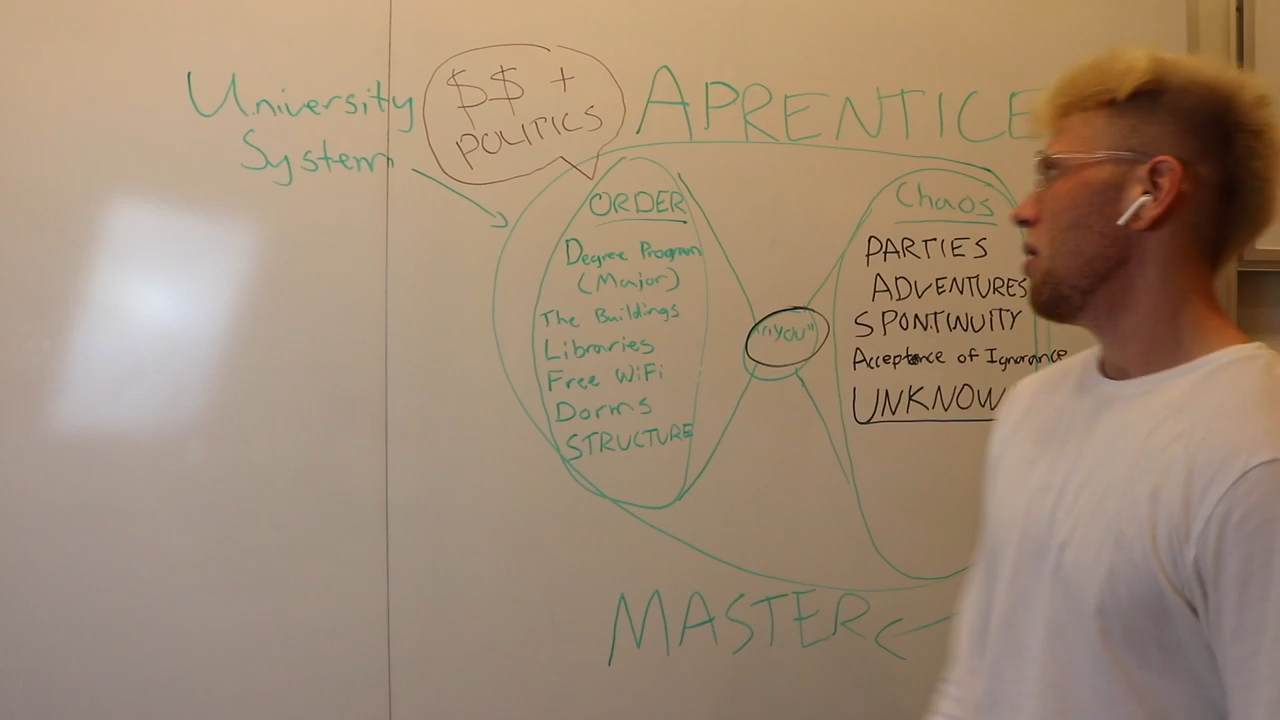 University
System
$$ +
POLITICS
APRENTICE
ORDER
Degree Program
(Major)
The Buildings
Libraries
Free WiFi
Dorms
STRUCTURE
"YOU"
Chaos
PARTIES
ADVENTURES
SPONTINUITY
Acceptance of Ignorance
UNKNOW
MASTER